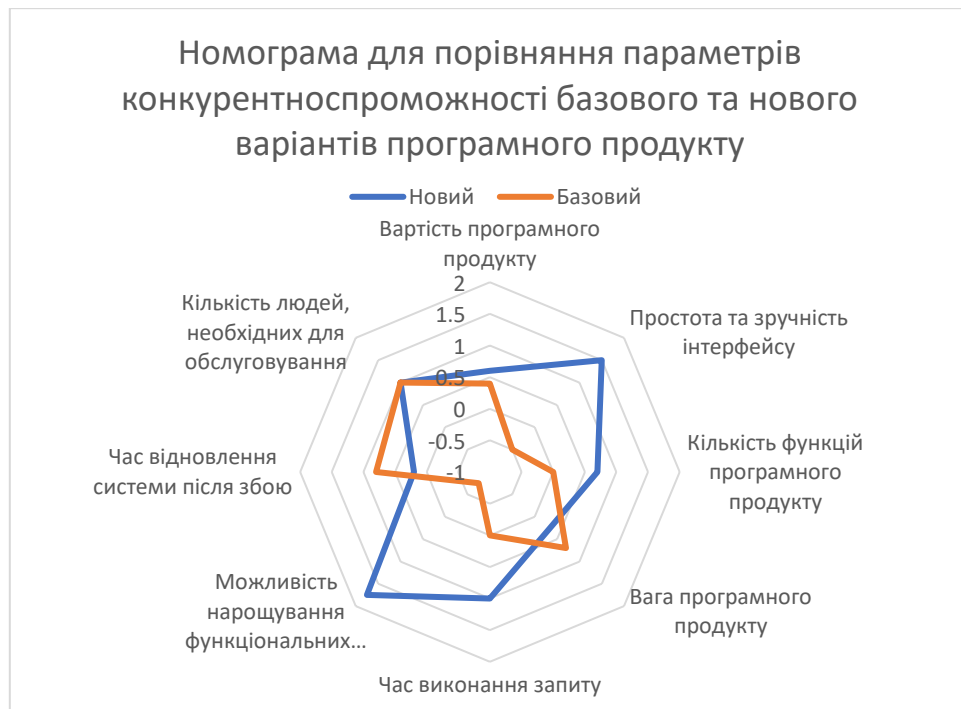 Номограма для порівняння параметрів
конкурентноспроможності базового та нового
варіантів програмного продукту
Новий
Базовий
Вартість програмного
продукту
Простота та зручність
інтерфейсу
Кількість функцій
програмного
продукту
Вага програмного
продукту
Час виконання запиту
Можливість
нарощування
функціональних...
Час відновлення
системи після збою
Кількість людей,
необхідних для
обслуговування
2
1.5
1
0.5
0
-0.5
-1